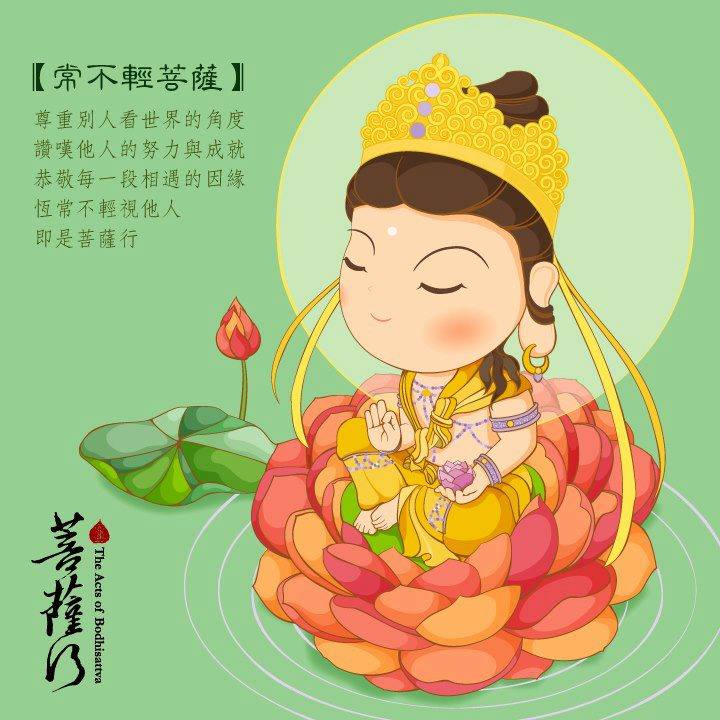 【常不輕菩薩】
尊重別人看世界的角度
讚嘆他人的努力與成就
恭敬每一段相遇的因緣
恆常不輕視他人
即是菩薩行
菩薩行
The Acts of Bodhisattva